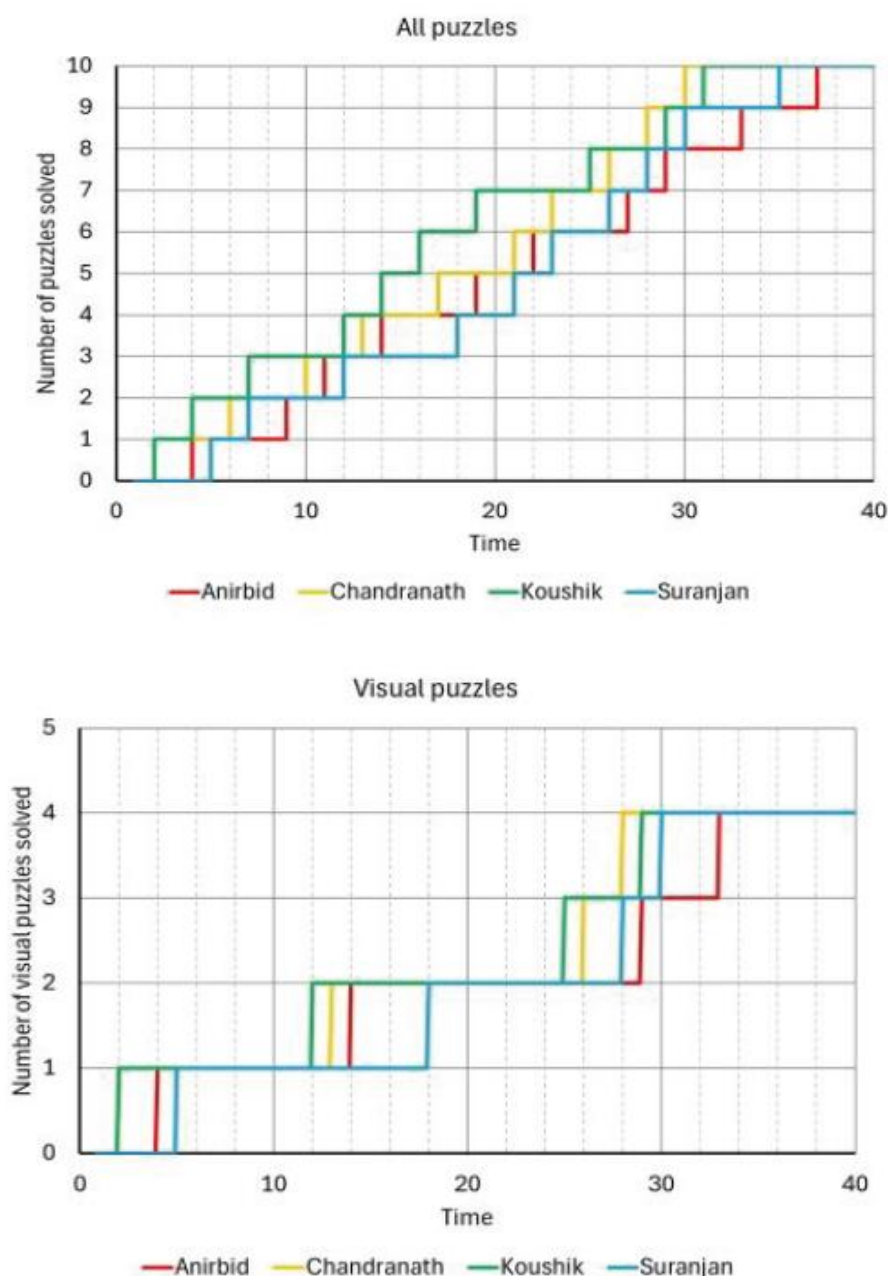 All puzzles
Number of puzzles solved
10
9
8
7
6
5
4
3
2
1
0
0 10 20 30 40
Time
Anirbid Chandranath Koushik Suranjan
Visual puzzles
Number of visual puzzles solved
5
4
3
2
1
0
0 10 20 30 40
Time
Anirbid Chandranath Koushik Suranjan